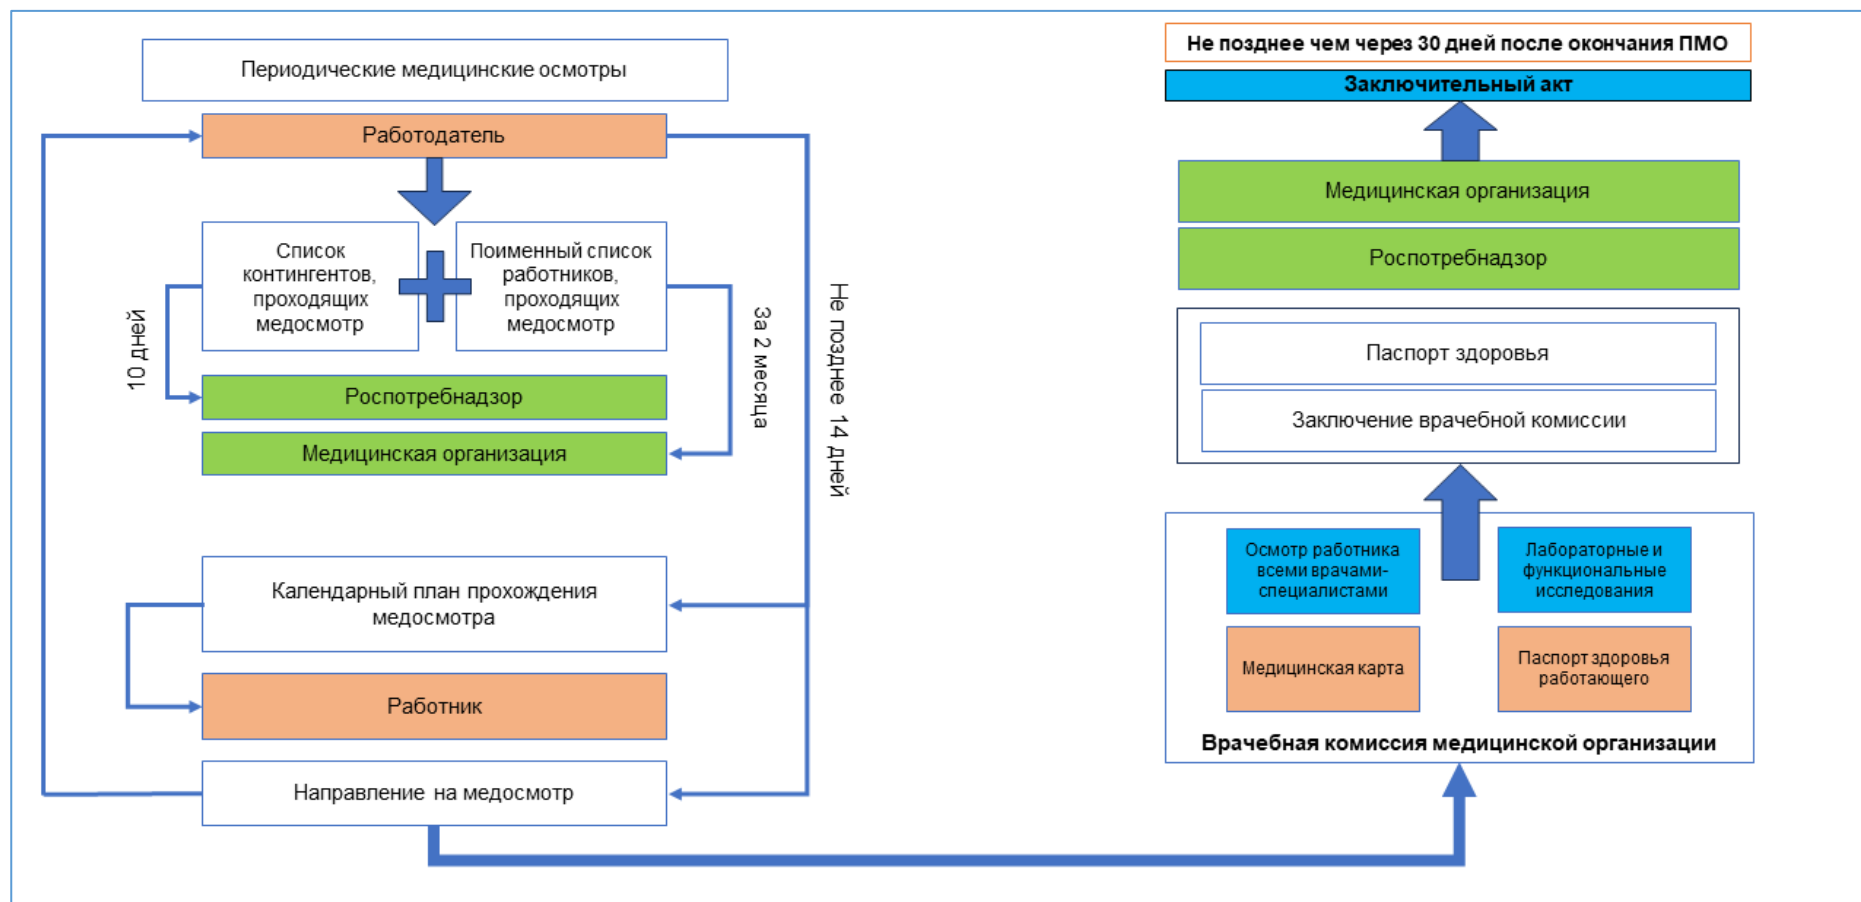 Периодические медицинские осмотры
Работодатель
Список
контингентов,
проходящих
медосмотр
Поименный список
работников,
проходящих
медосмотр
10 дней
За 2 месяца
Не позднее 14 дней
Роспотребнадзор
Медицинская организация
Календарный план прохождения
медосмотра
Работник
Направление на медосмотр
Не позднее чем через 30 дней после окончания ПМО
Заключительный акт
Медицинская организация
Роспотребнадзор
Паспорт здоровья
Заключение врачебной комиссии
Осмотр работника
всеми врачами-
специалистами
Лабораторные и
функциональные
исследования
Медицинская карта
Паспорт здоровья
работающего
Врачебная комиссия медицинской организации